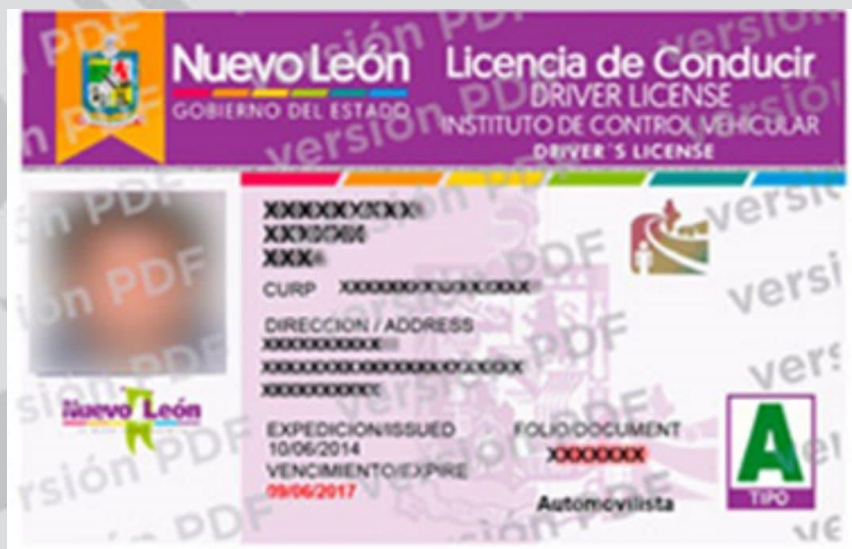 Nuevo León
GOBIERNO DEL ESTADO
Licencia de Conducir
DRIVER LICENSE
INSTITUTO DE CONTROL VEHICULAR
DRIVER´S LICENSE
CURP
DIRECCION / ADDRESS
EXPEDICION/ISSUED
10/06/2014
VENCIMIENTO/EXPIRE
09/06/2017
FOLIO/DOCUMENT
XXXXXXX
Automovilista
A
TIPO
Nuevo León
versión PDF